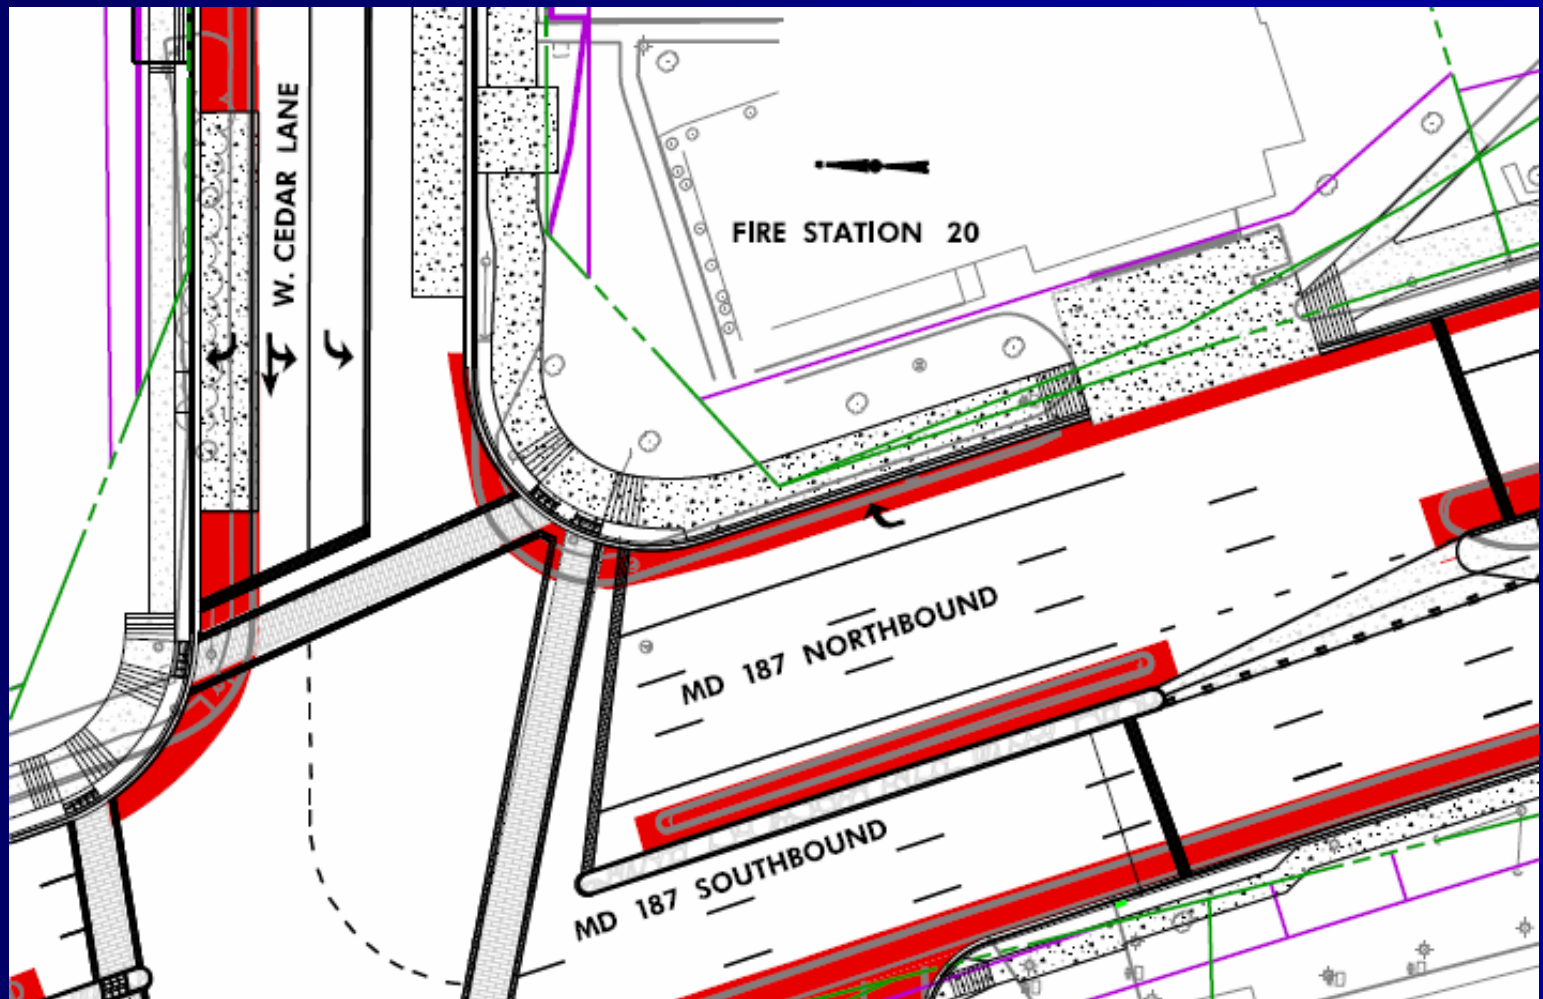 W. CEDAR LANE
FIRE STATION 20
MD 187 NORTHBOUND
MD 187 SOUTHBOUND